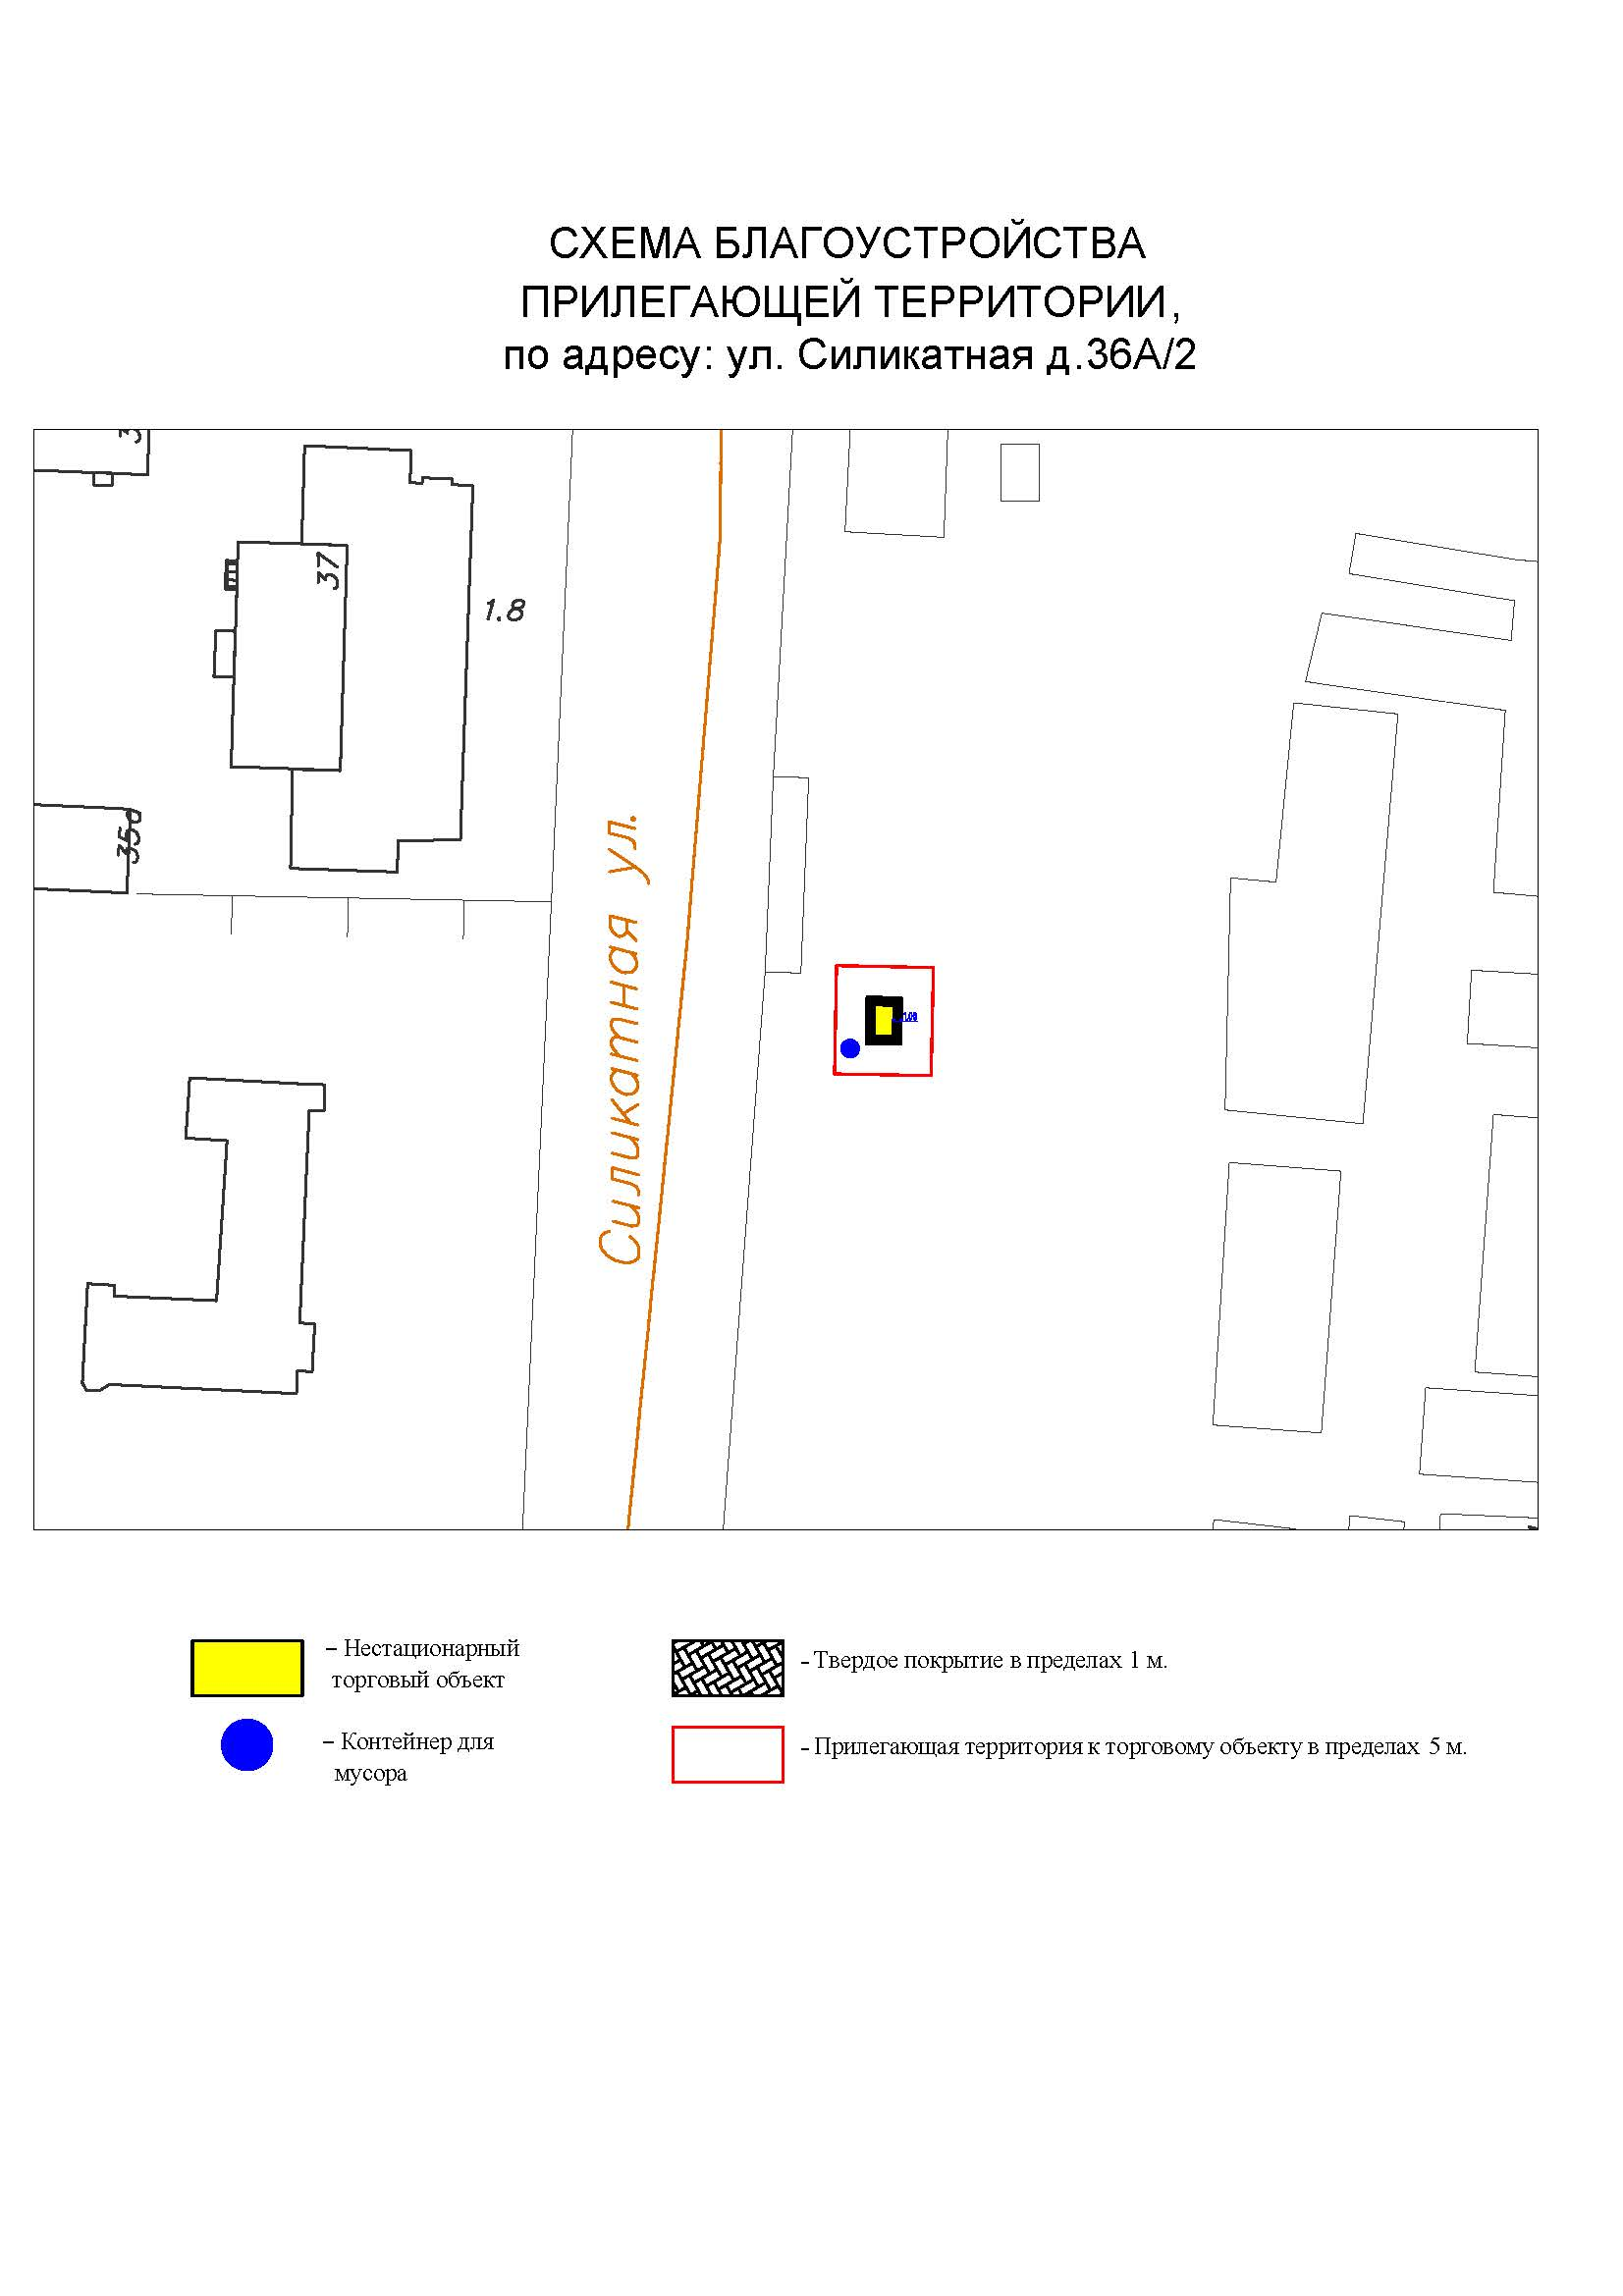 СХЕМА БЛАГОУСТРОЙСТВА
ПРИЛЕГАЮЩЕЙ ТЕРРИТОРИИ,
по адресу: ул. Силикатная д.36А/2
37
1.8
35а
Силикатная ул.
– Нестационарный
торговый объект
– Контейнер для
мусора
– Твердое покрытие в пределах 1 м.
– Прилегающая территория к торговому объекту в пределах 5 м.